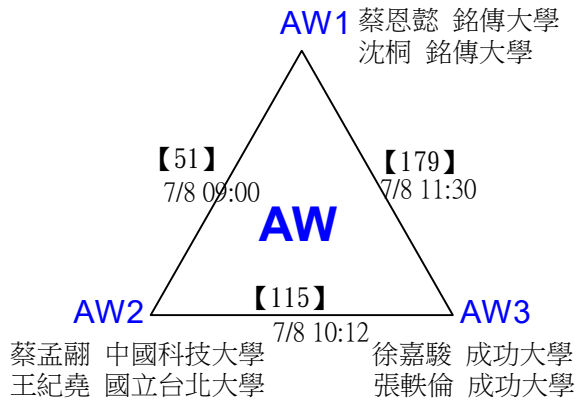 AW1 蔡恩懿 銘傳大學
沈桐 銘傳大學
【51】
7/8 09:00
【179】
7/8 11:30
AW
【115】
7/8 10:12
AW2
AW3
蔡孟翮 中國科技大學
王紀堯 國立台北大學
徐嘉駿 成功大學
張軼倫 成功大學